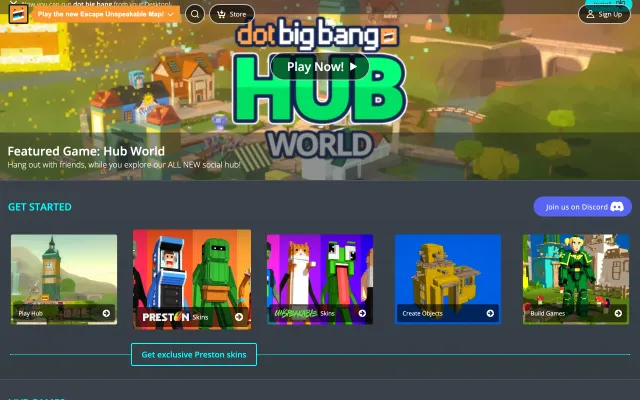 you can run dot big bang from your Desktop!
Play the new Escape Unspeakable Map!
Store
Sign Up
dot big bang
Play Now!
HUB
WORLD
Featured Game: Hub World
Hang out with friends, while you explore our ALL NEW social hub!
GET STARTED
Join us on Discord
Play Hub
PRESTON Skins
UNSPEAKABLE Skins
Create Objects
Build Games
Get exclusive Preston skins